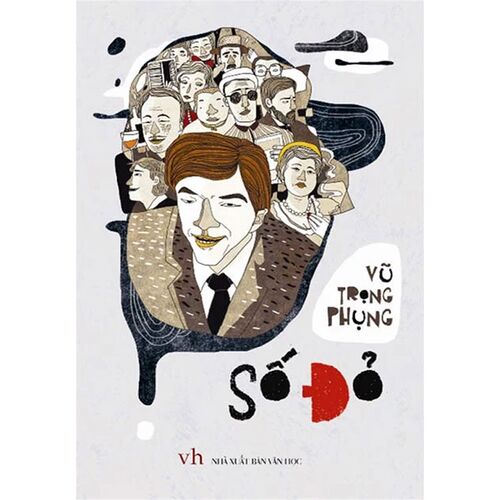 VŨ
TRỌNG
PHỤNG
SỐ ĐỎ
vh NHÀ XUẤT BẢN VĂN HỌC